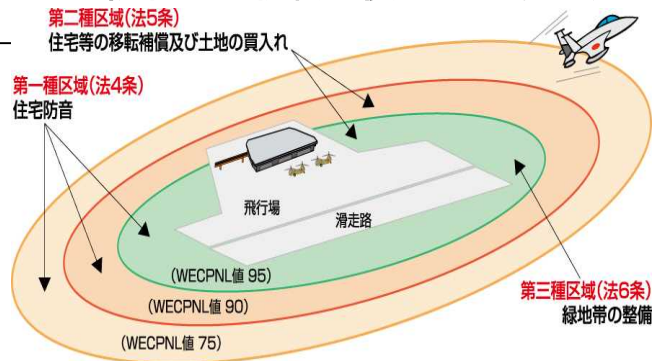 第二種区域(法5条)
住宅等の移転補償及び土地の買入れ
第一種区域(法4条)
住宅防音
飛行場
滑走路
(WECPNL値 95)
(WECPNL値 90)
(WECPNL値 75)
第三種区域(法6条)
緑地帯の整備